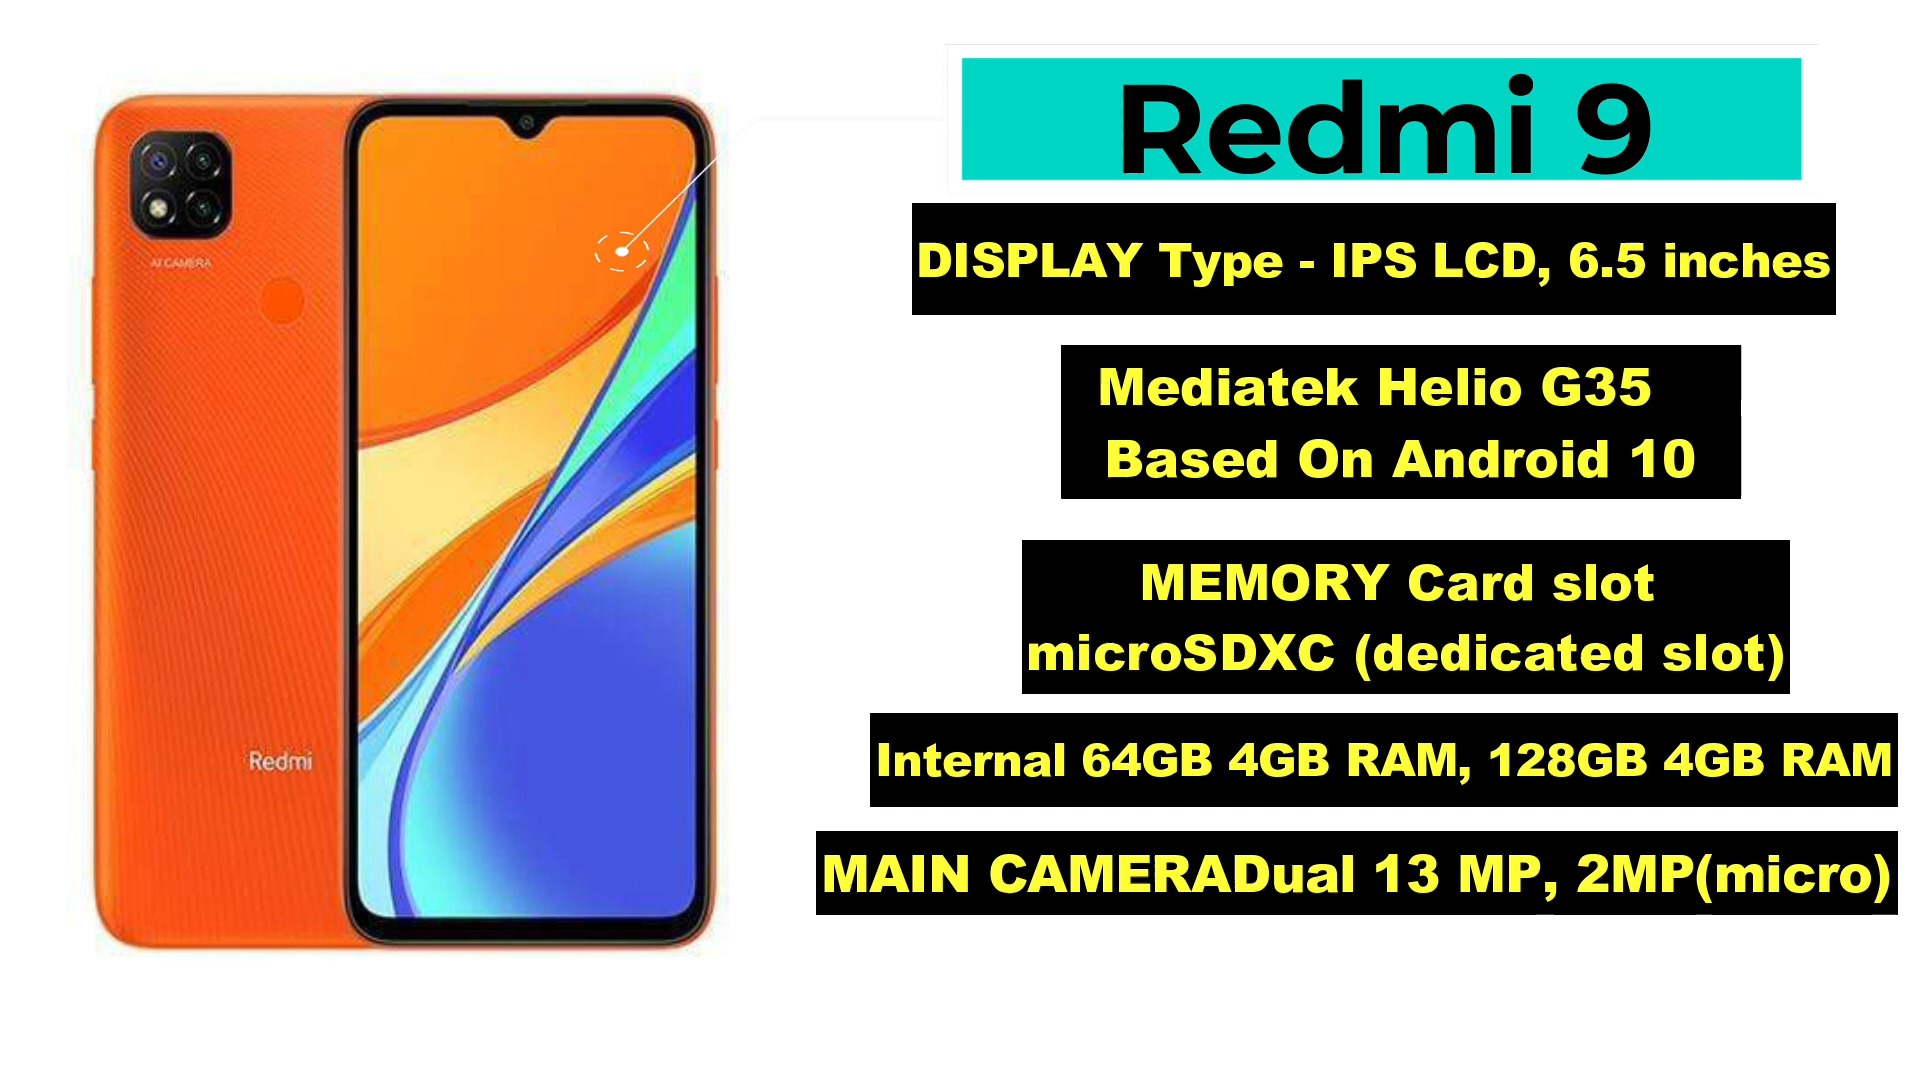 Redmi 9
DISPLAY Type - IPS LCD, 6.5 inches
Mediatek Helio G35
Based On Android 10
MEMORY Card slot
microSDXC (dedicated slot)
Internal 64GB 4GB RAM, 128GB 4GB RAM
MAIN CAMERADual 13 MP, 2MP(micro)
AI CAMERA
Redmi